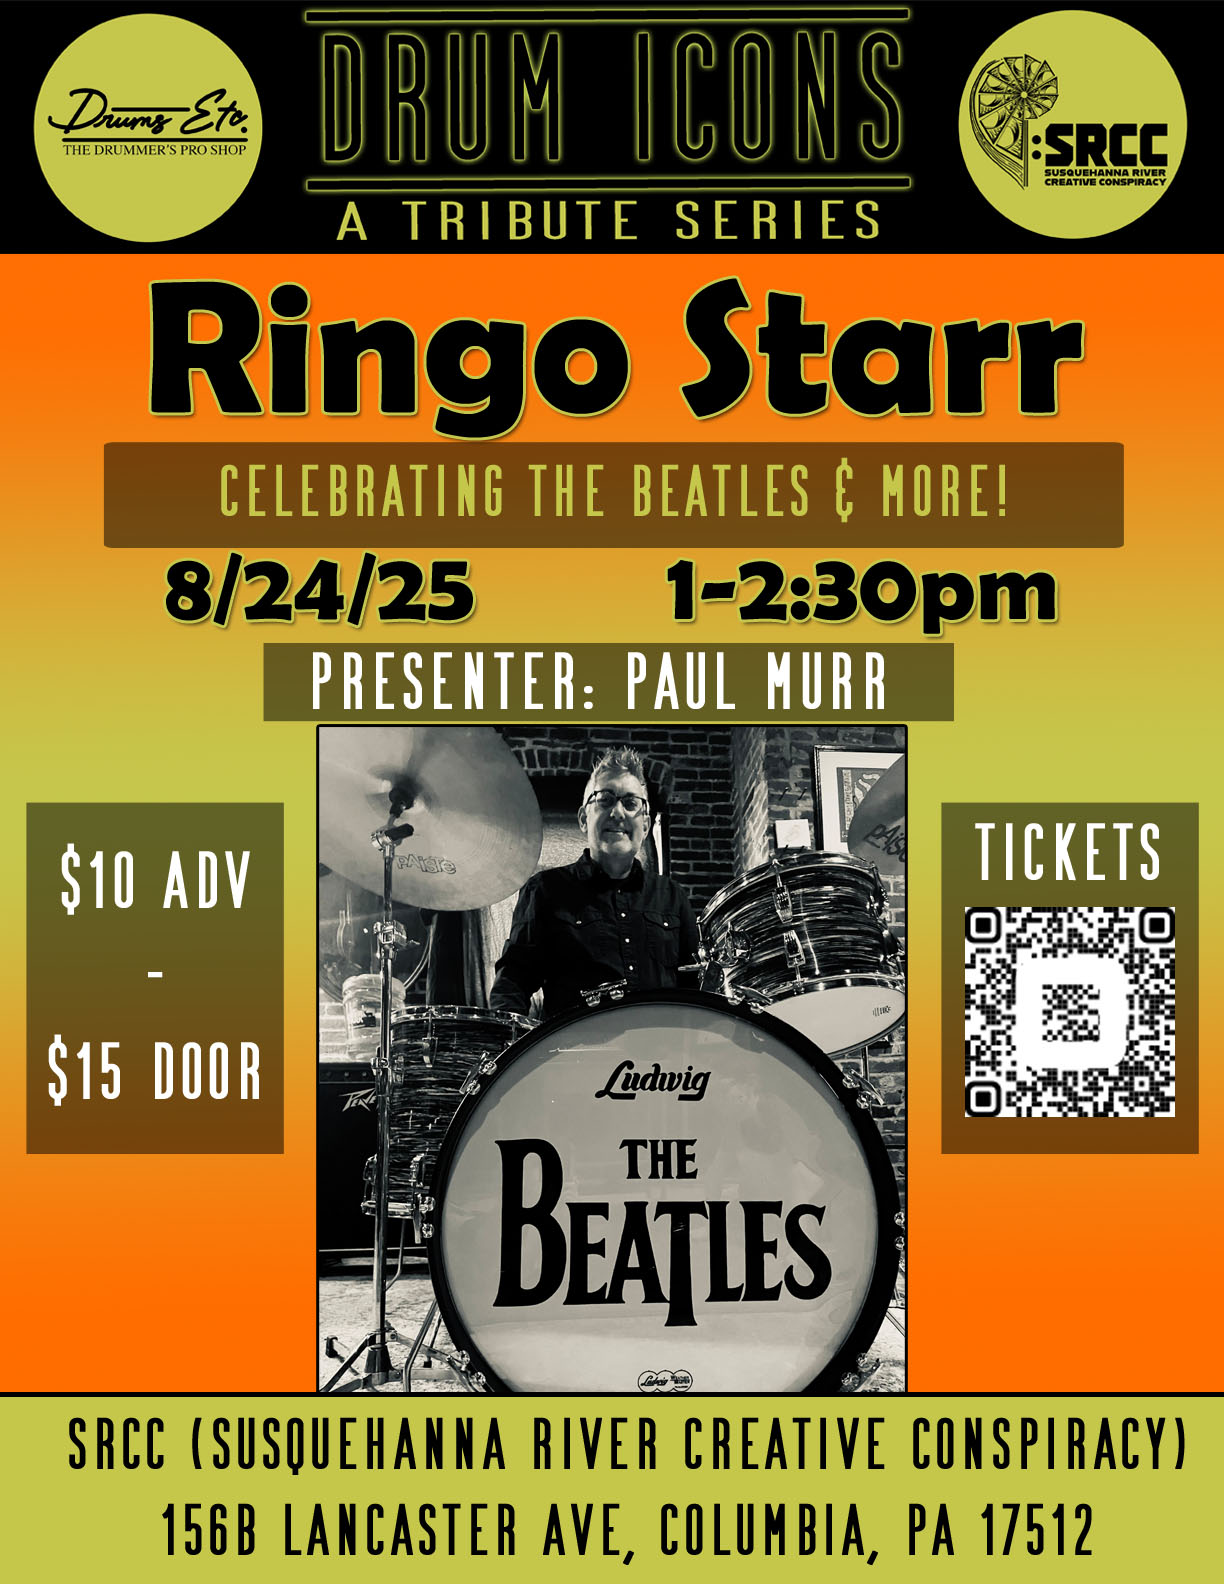 Drums Etc.
THE DRUMMER'S PRO SHOP
DRUM ICONS
A TRIBUTE SERIES
:SRCC
SUSQUEHANNA RIVER
CREATIVE CONSPIRACY
Ringo Starr
CELEBRATING THE BEATLES & MORE!
8/24/25 1-2:30pm
PRESENTER: PAUL MURR
$10 ADV
-
$15 DOOR
TICKETS
PAiSTe
PAiSTe
Ludwig
THE
BEATLES
Ludwig
SRCC (SUSQUEHANNA RIVER CREATIVE CONSPIRACY)
156B LANCASTER AVE, COLUMBIA, PA 17512